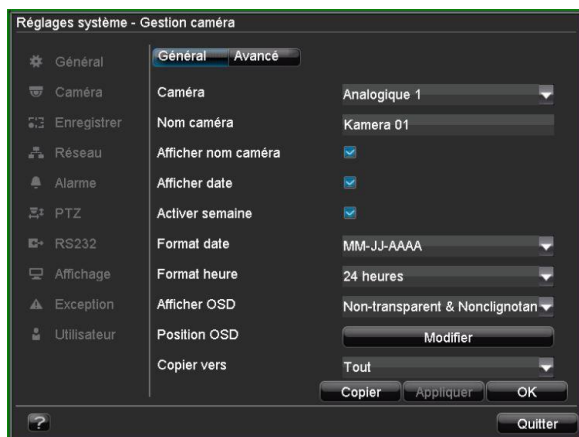 Réglages système - Gestion caméra
Général
Caméra
Enregistrer
Réseau
Alarme
PTZ
RS232
Affichage
Exception
Utilisateur
Général Avancé
Caméra Analogique 1
Nom caméra Kamera 01
Afficher nom caméra
Afficher date
Activer semaine
Format date MM-JJ-AAAA
Format heure 24 heures
Afficher OSD Non-transparent & Nonclignotan
Position OSD Modifier
Copier vers Tout
Copier Appliquer OK
? Quitter